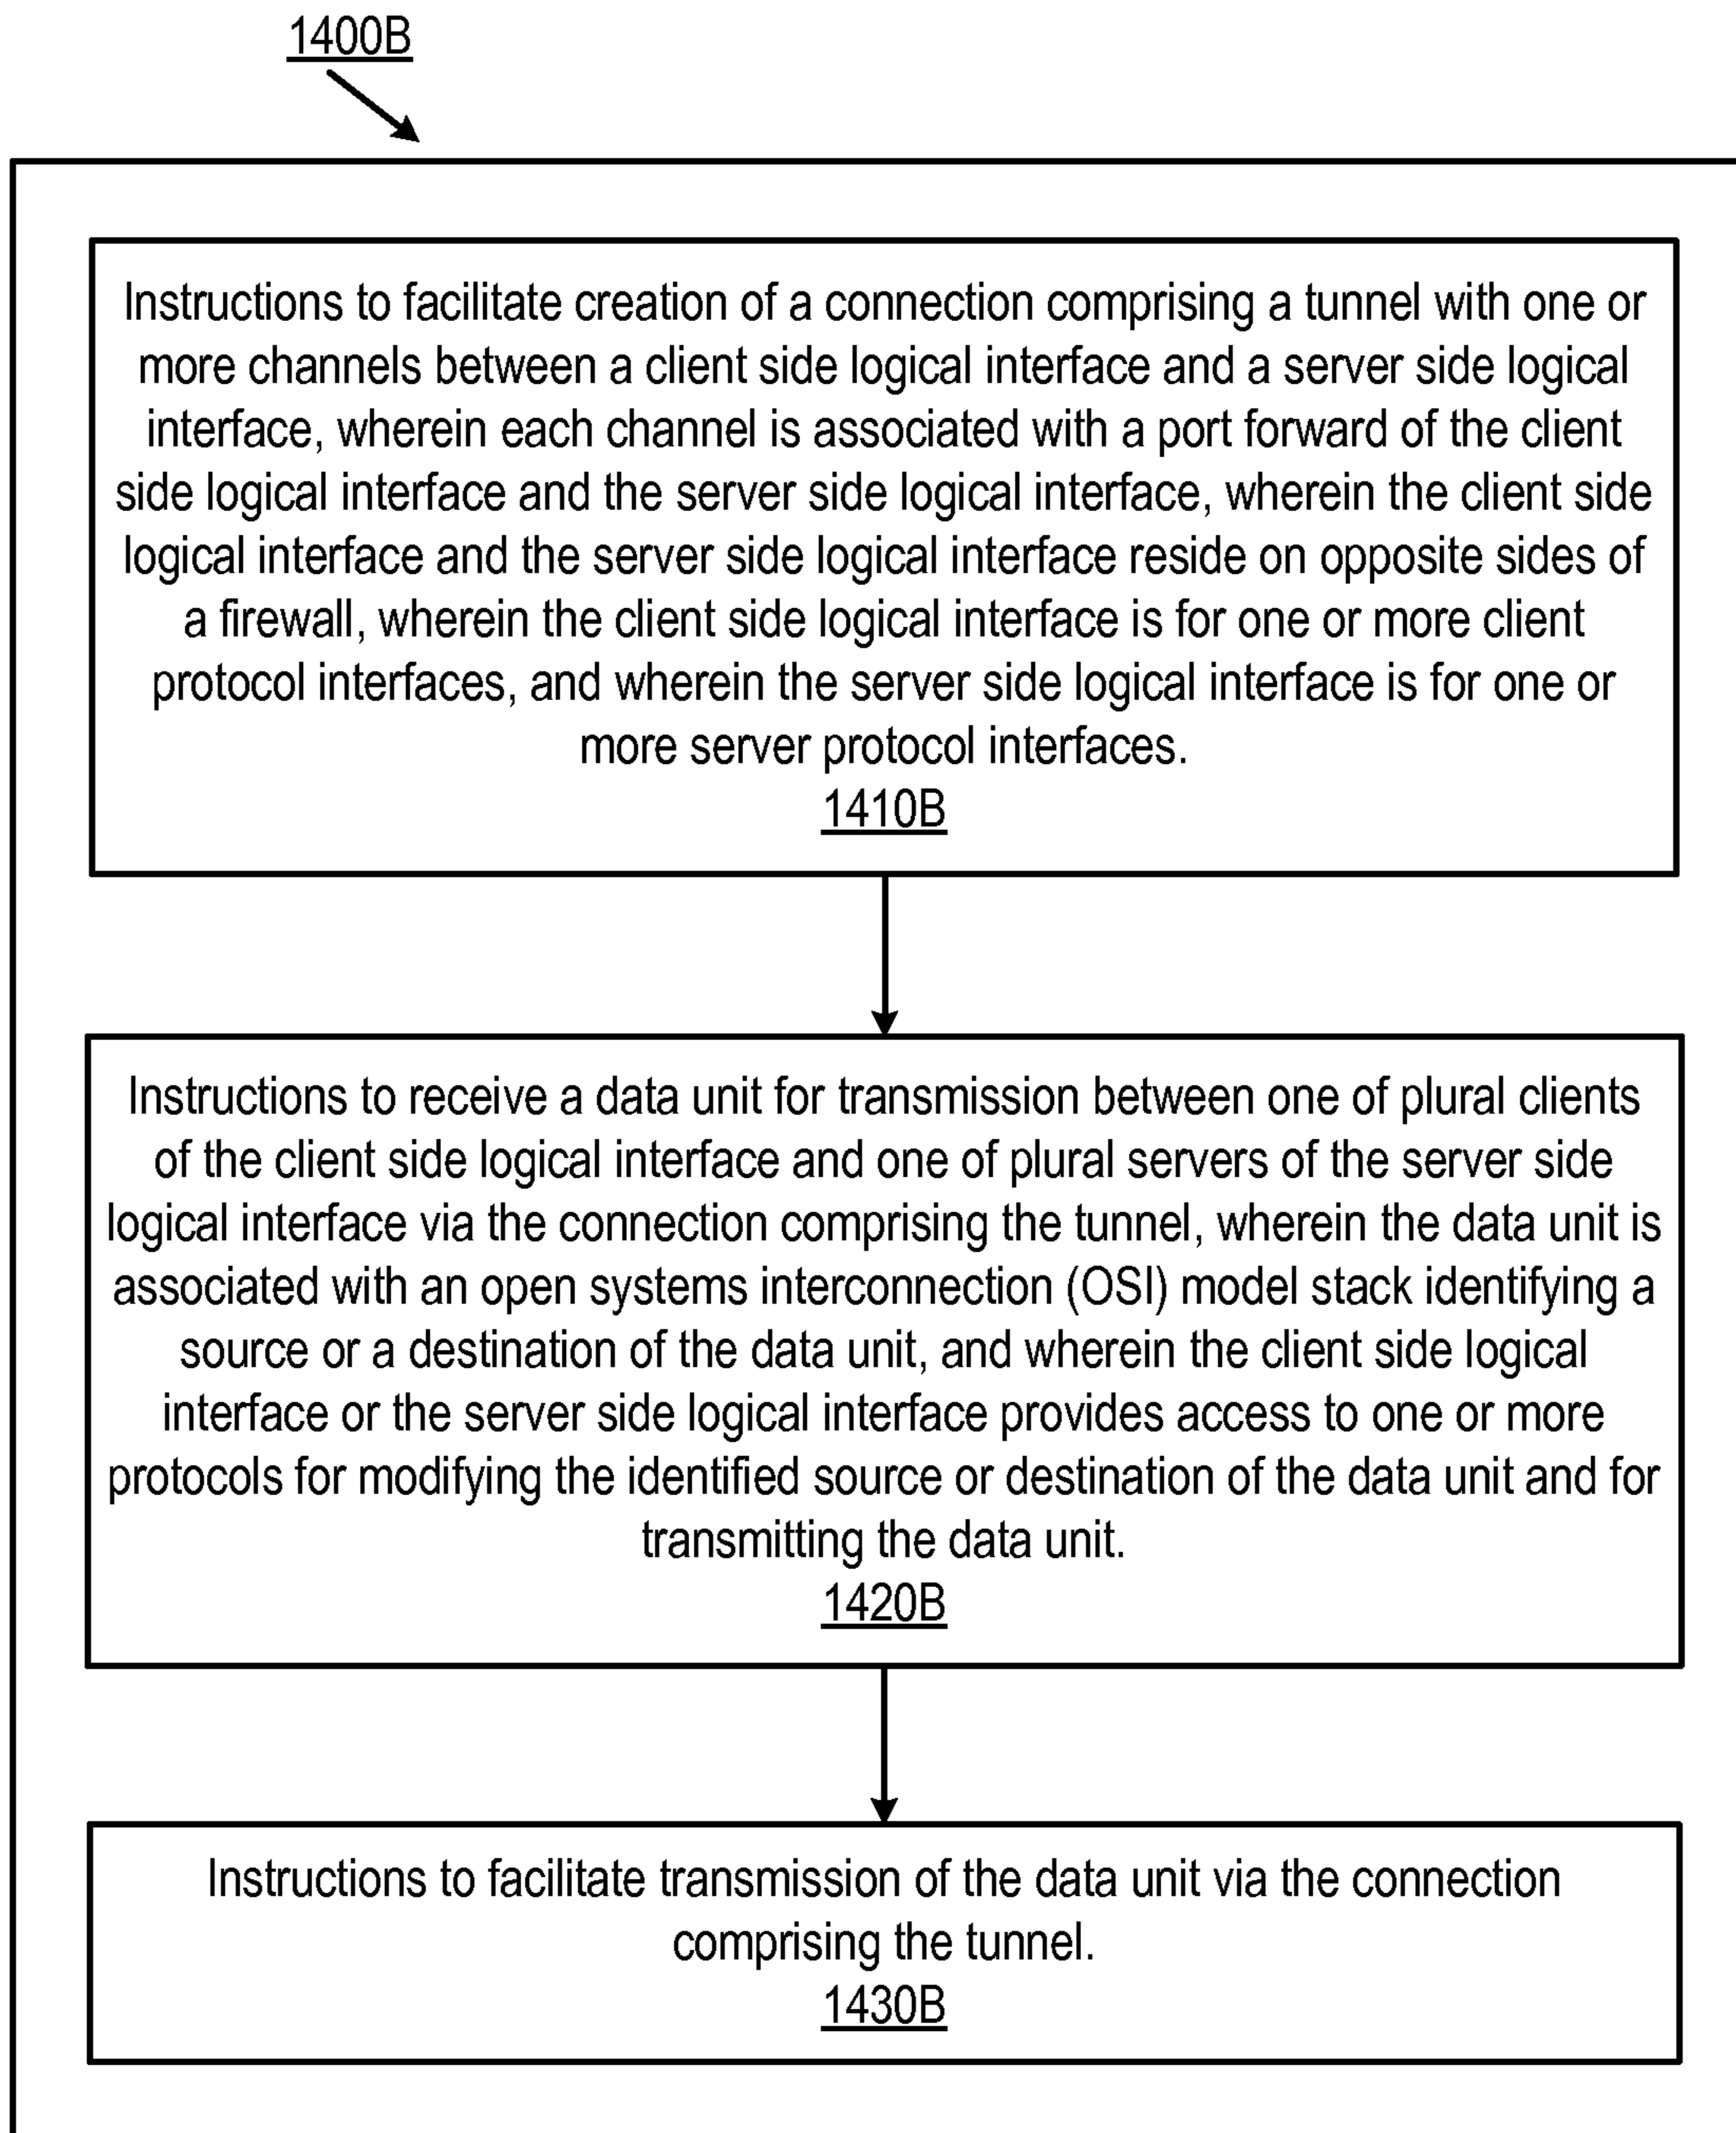 1400B
Instructions to facilitate creation of a connection comprising a tunnel with one or
more channels between a client side logical interface and a server side logical
interface, wherein each channel is associated with a port forward of the client
side logical interface and the server side logical interface, wherein the client side
logical interface and the server side logical interface reside on opposite sides of
a firewall, wherein the client side logical interface is for one or more client
protocol interfaces, and wherein the server side logical interface is for one or
more server protocol interfaces.
1410B
Instructions to receive a data unit for transmission between one of plural clients
of the client side logical interface and one of plural servers of the server side
logical interface via the connection comprising the tunnel, wherein the data unit is
associated with an open systems interconnection (OSI) model stack identifying a
source or a destination of the data unit, and wherein the client side logical
interface or the server side logical interface provides access to one or more
protocols for modifying the identified source or destination of the data unit and for
transmitting the data unit.
1420B
Instructions to facilitate transmission of the data unit via the connection
comprising the tunnel.
1430B